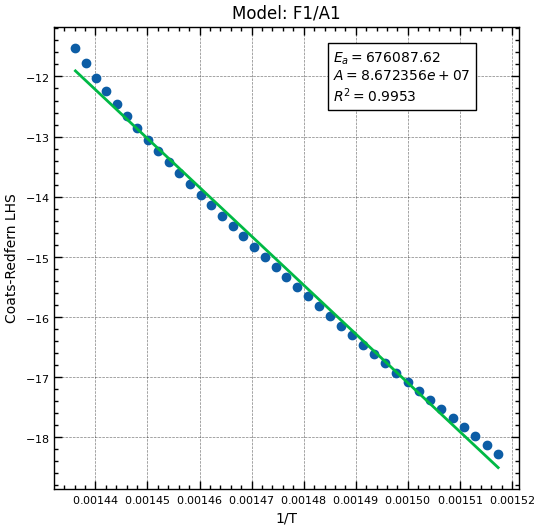 Model: F1/A1
E_a = 676087.62
A = 8.672356e + 07
R² = 0.9953
Coats-Redfern LHS
−12
−13
−14
−15
−16
−17
−18
0.00144 0.00145 0.00146 0.00147 0.00148 0.00149 0.00150 0.00151 0.00152
1/T